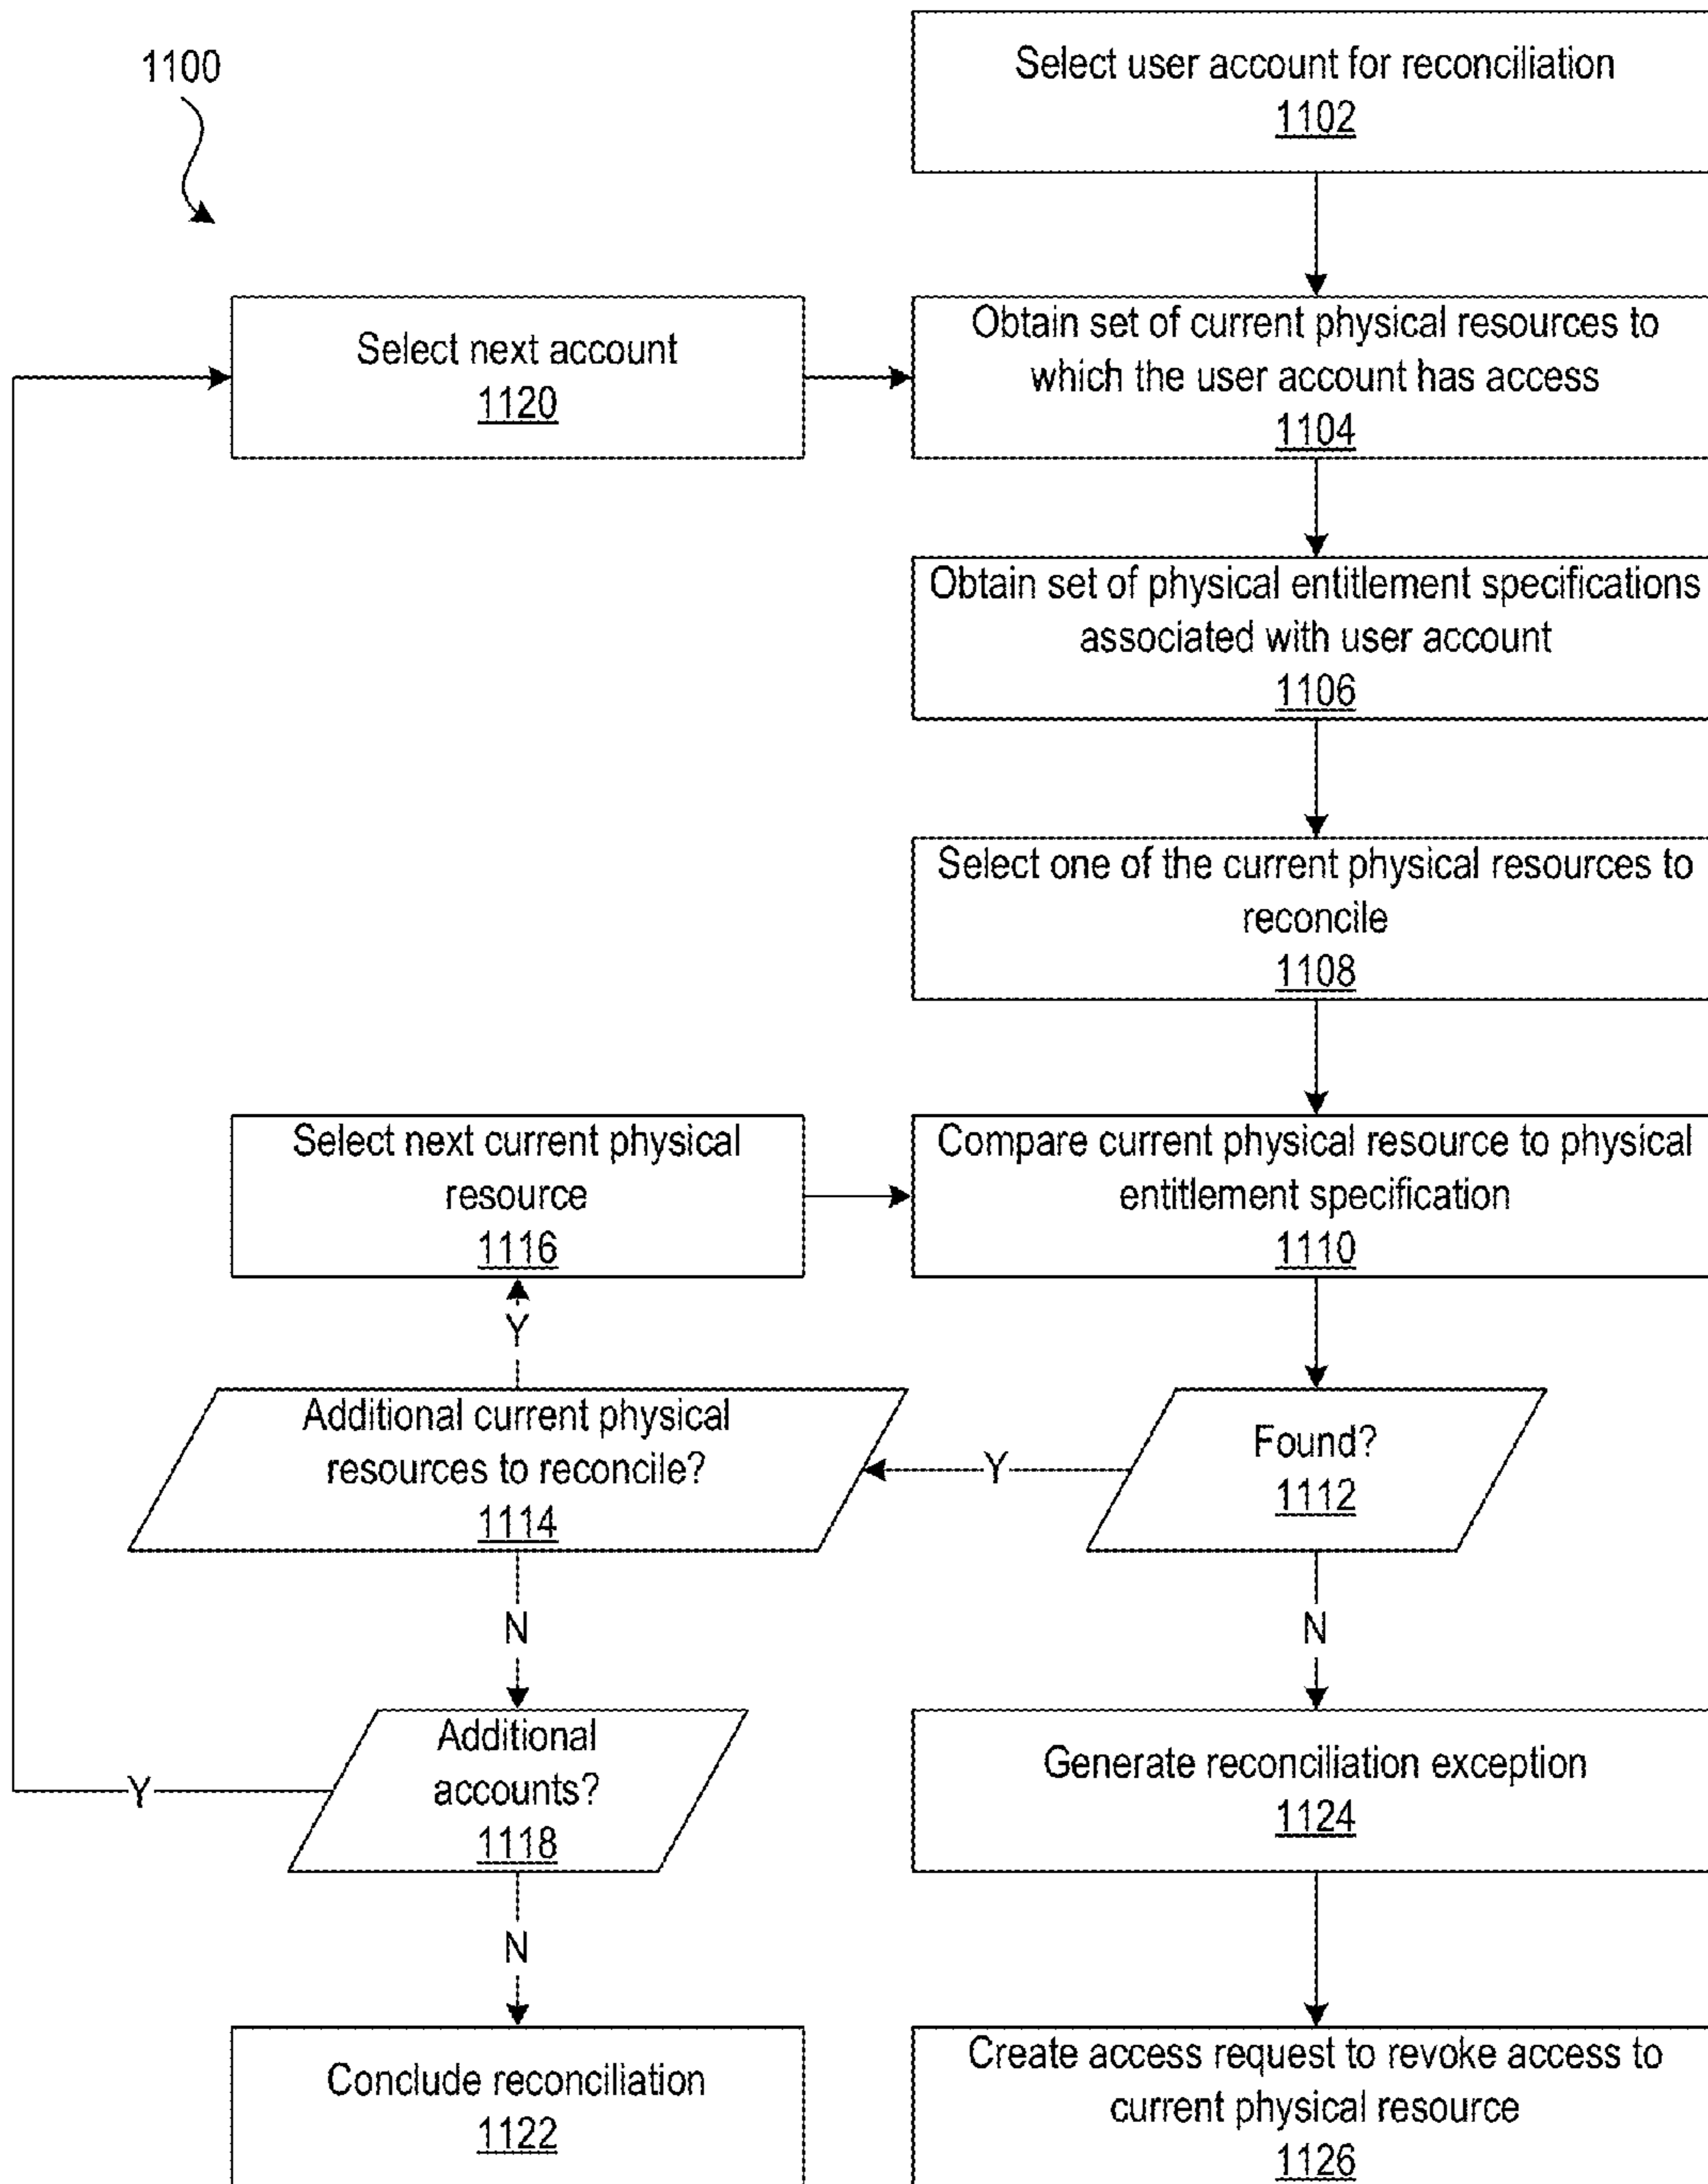 1100
Select user account for reconciliation
1102
Select next account
1120
Obtain set of current physical resources to
which the user account has access
1104
Obtain set of physical entitlement specifications
associated with user account
1106
Select one of the current physical resources to
reconcile
1108
Select next current physical
resource
1116
Compare current physical resource to physical
entitlement specification
1110
Y
Additional current physical
resources to reconcile?
1114
Y
Found?
1112
N
N
Additional
accounts?
1118
Y
Generate reconciliation exception
1124
N
Conclude reconciliation
1122
Create access request to revoke access to
current physical resource
1126